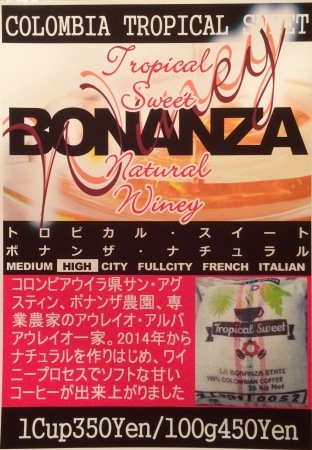 COLOMBIA TROPICAL SWEET
Tropical
Sweet
BONANZA
Winey
Natural
Winey
トロピカル・スイート
ボナンザ・ナチュラル
MEDIUM HIGH CITY FULLCITY FRENCH ITALIAN
コロンビアウイラ県サン・アグ
スティン、ボナンザ農園、専
業農家のアウレイオ・アルバ
アウレイオ一家。2014年から
ナチュラルを作りはじめ、ワイ
ニープロセスでソフトな甘い
コーヒーが出来上がりました
Tropical Sweet
LA BONANZA STATE
100% COLOMBIAN COFFEE
35 kg Net
0052
1Cup350Yen/100g450Yen